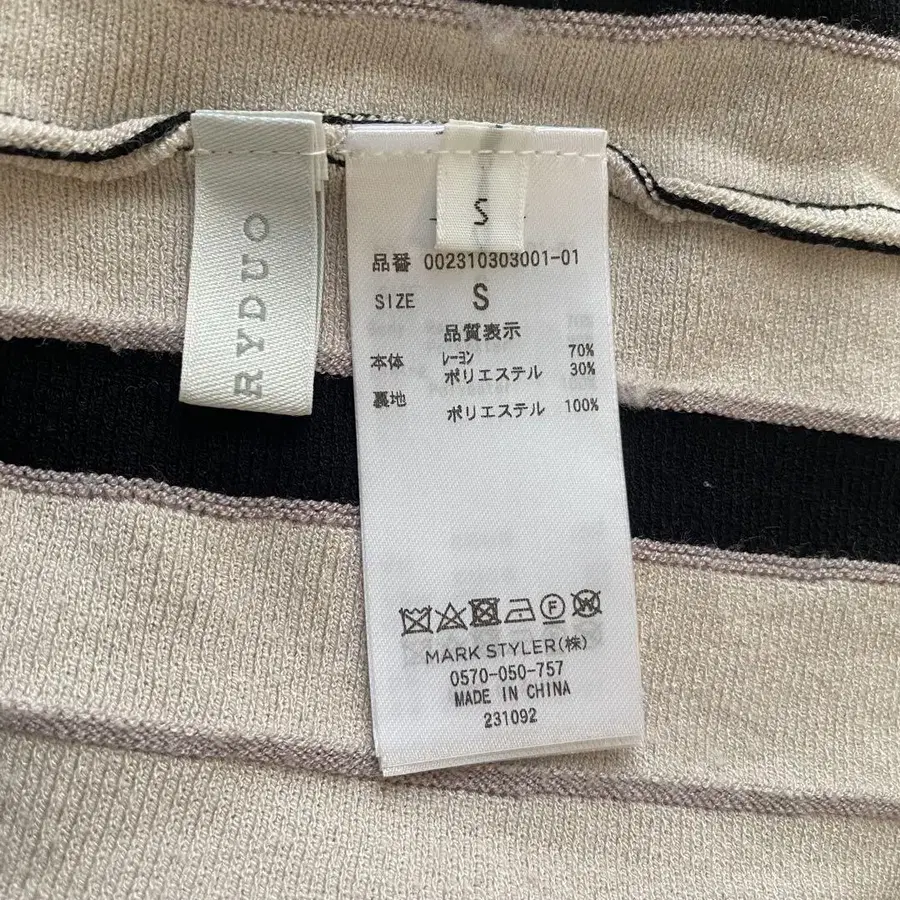 RYDUO
S
品番 002310303001-01
SIZE S
品質表示
本体 レーヨン 70%
ポリエステル 30%
裏地 ポリエステル 100%
F W
MARK STYLER(株)
0570-050-757
MADE IN CHINA
231092